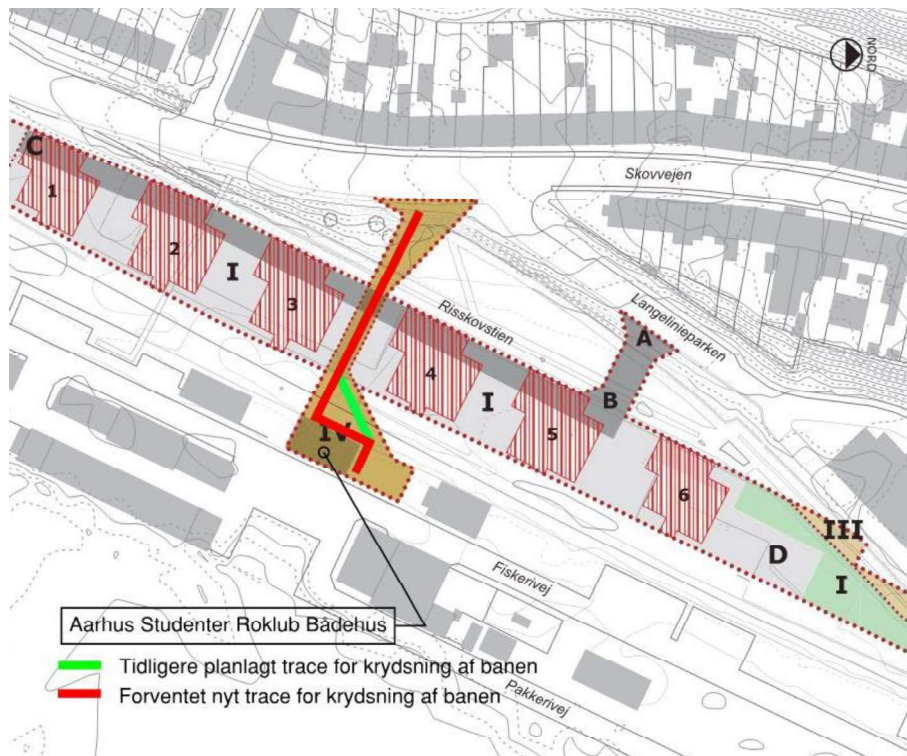 NORD
Skovvejen
C
1
2
I
3
Risskovstien
Langelinieparken
A
4
I
B
5
IV
6
III
D
I
Fiskerivej
Aarhus Studenter Roklub Bådehus
Tidligere planlagt trace for krydsning af banen
Forventet nyt trace for krydsning af banen
Pakkerivej